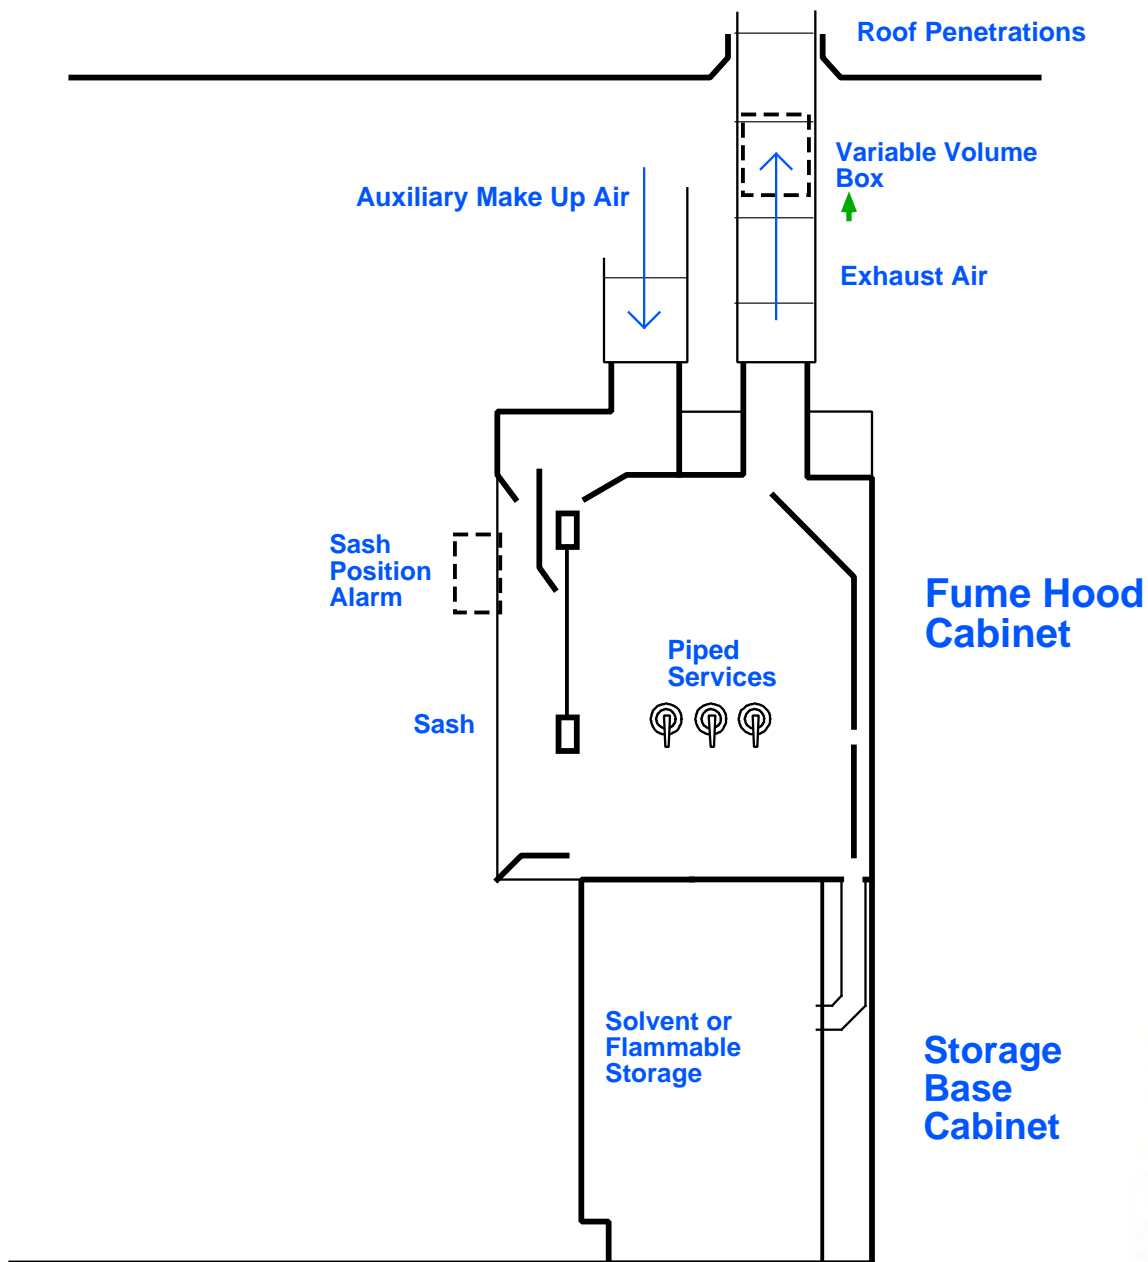 Roof Penetrations
Variable Volume
Box
Auxiliary Make Up Air
Exhaust Air
Sash
Position
Alarm
Fume Hood
Cabinet
Piped
Services
Sash
Solvent or
Flammable
Storage
Storage
Base
Cabinet